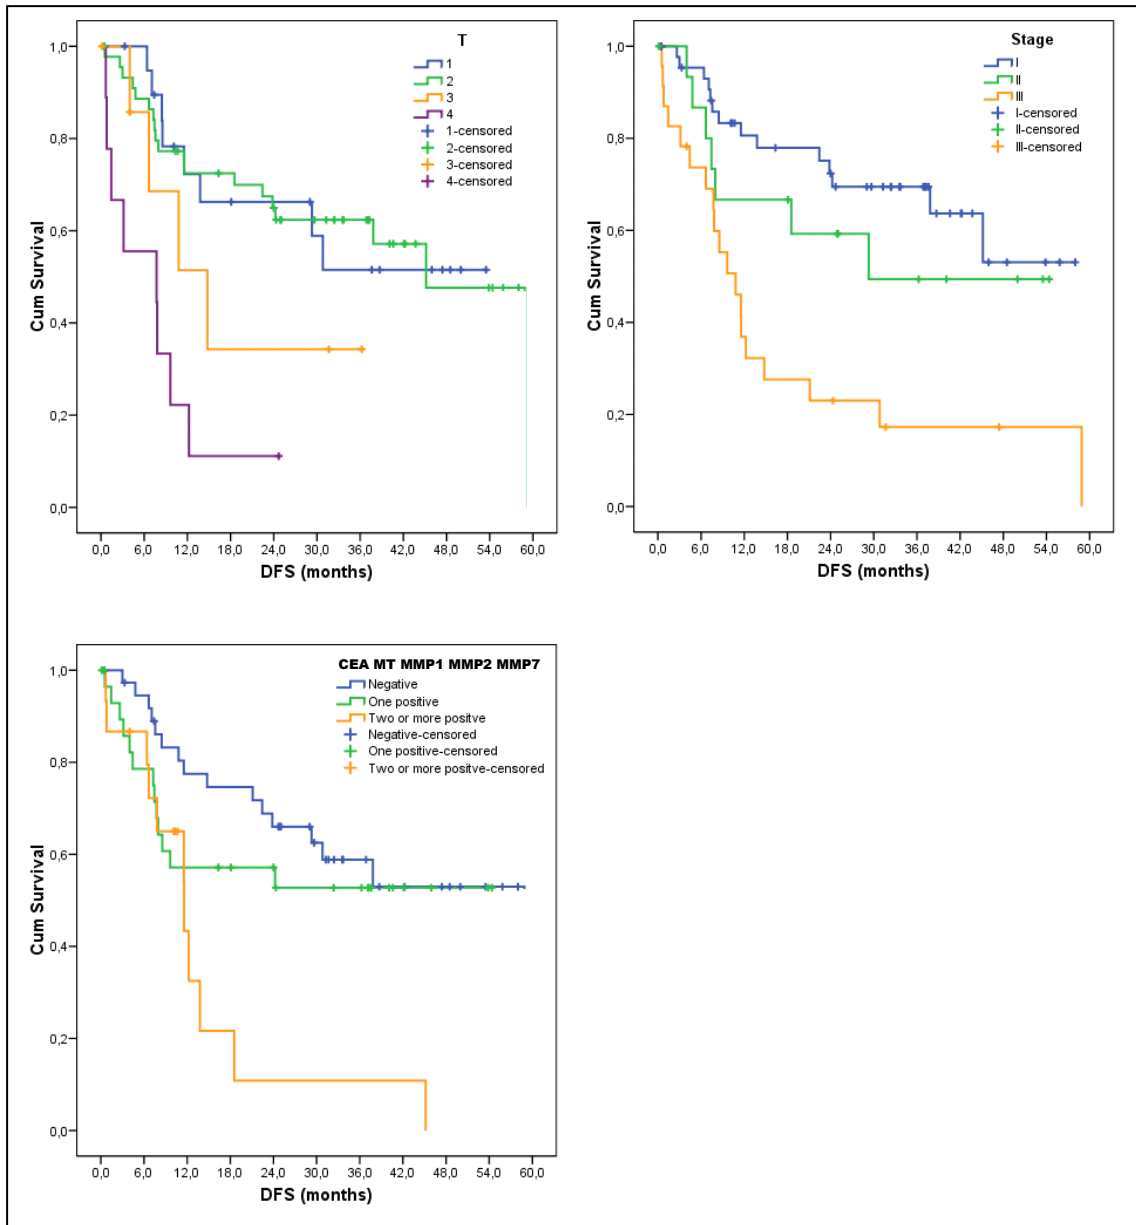 T
1
2
3
4
1-censored
2-censored
3-censored
4-censored
Cum Survival
1,0
0,8
0,6
0,4
0,2
0,0
0,0 6,0 12,0 18,0 24,0 30,0 36,0 42,0 48,0 54,0 60,0
DFS (months)
Stage
I
II
III
I-censored
II-censored
III-censored
Cum Survival
1,0
0,8
0,6
0,4
0,2
0,0
0,0 6,0 12,0 18,0 24,0 30,0 36,0 42,0 48,0 54,0 60,0
DFS (months)
CEA MT MMP1 MMP2 MMP7
Negative
One positive
Two or more positve
Negative-censored
One positive-censored
Two or more positve-censored
Cum Survival
1,0
0,8
0,6
0,4
0,2
0,0
0,0 6,0 12,0 18,0 24,0 30,0 36,0 42,0 48,0 54,0 60,0
DFS (months)